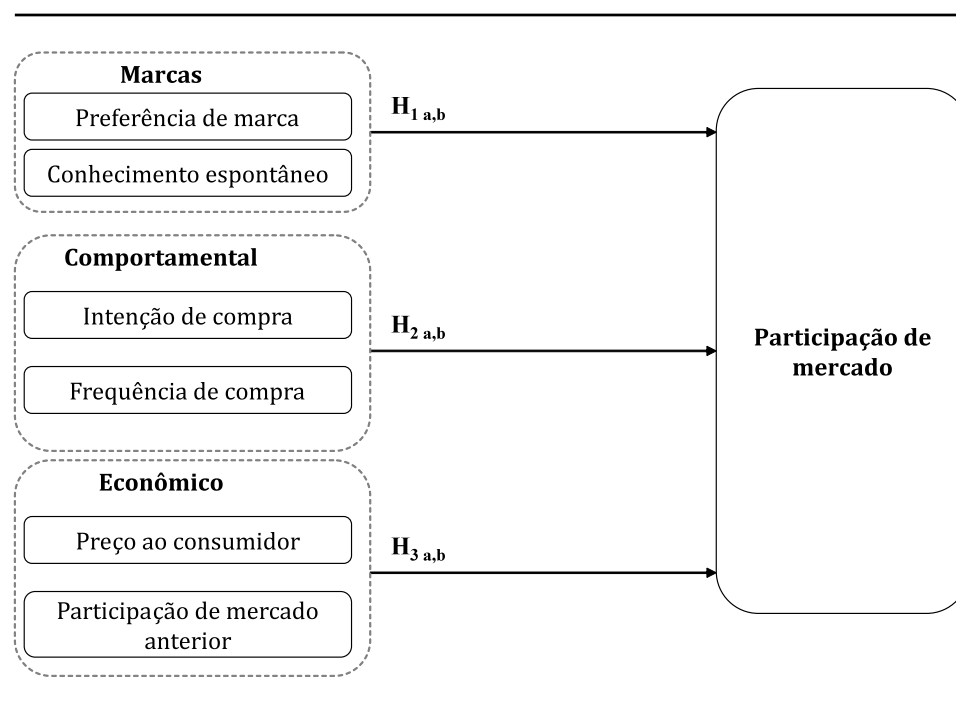 Marcas
Preferência de marca
Conhecimento espontâneo
H1 a,b
Comportamental
Intenção de compra
Frequência de compra
H2 a,b
Econômico
Preço ao consumidor
Participação de mercado
anterior
H3 a,b
Participação de
mercado